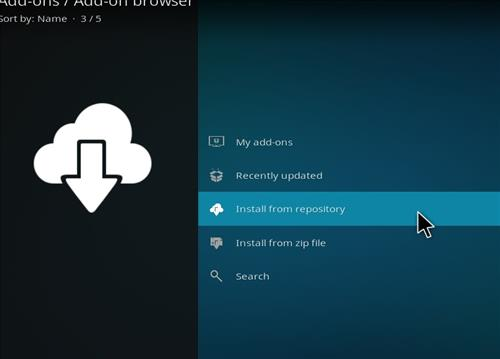 Add-ons / Add-on browser
Sort by: Name · 3 / 5
My add-ons
Recently updated
Install from repository
Install from zip file
Search